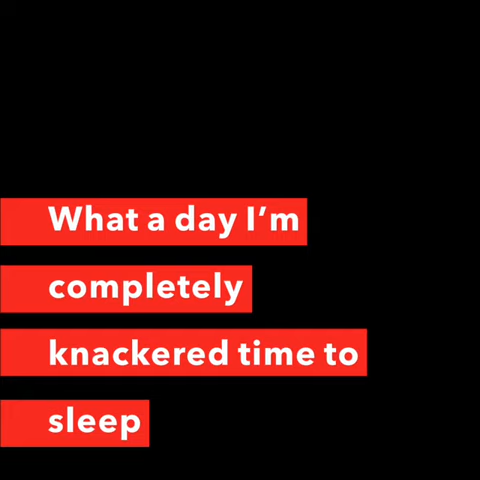 What a day I’m
completely
knackered time to
sleep